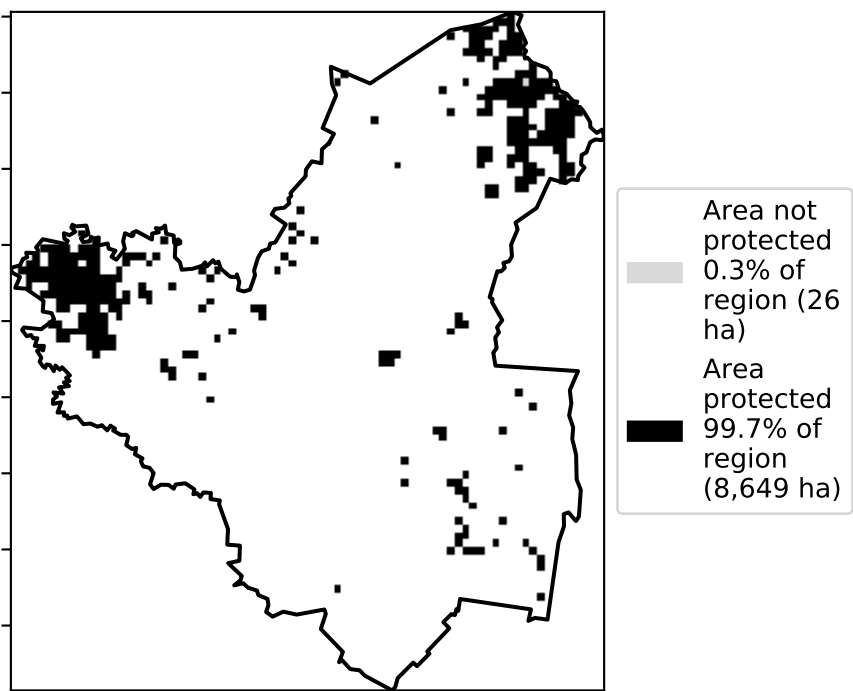 Area not
protected
0.3% of
region (26
ha)
Area
protected
99.7% of
region
(8,649 ha)